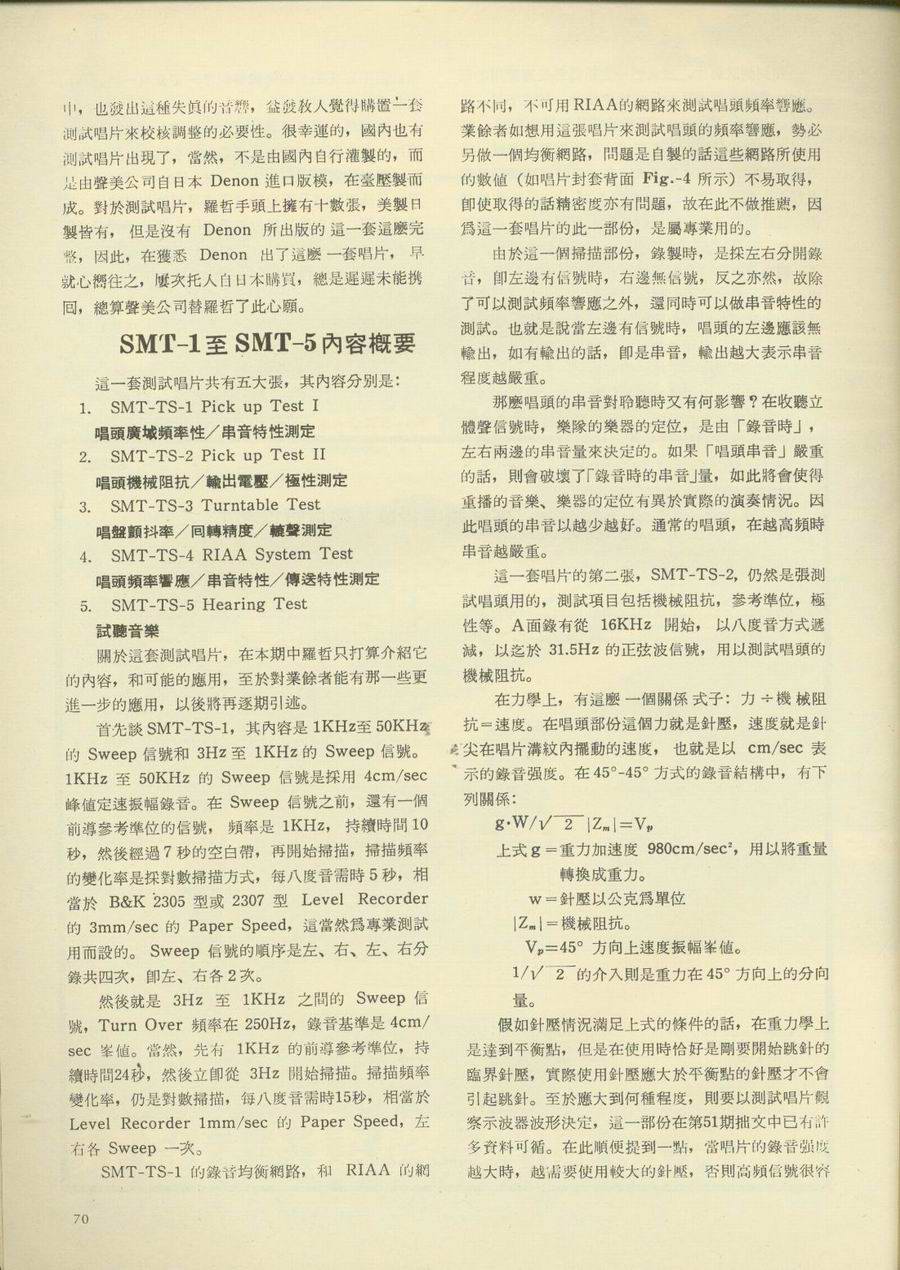 中，也發出這種失眞的音響，益發教人覺得購置一套
測試唱片來校核調整的必要性。很幸運的，國內也有
測試唱片出現了，當然，不是由國內自行灌製的，而
是由聲美公司自日本 Denon 進口版模，在臺壓製而
成。對於測試唱片，羅哲手頭上擁有十數張，美製日
製皆有，但是沒有 Denon 所出版的這一套這麽完
整，因此，在獲悉 Denon 出了這麽一套唱片，早
就心嚮往之，屢次托人自日本購買，總是遲遲未能携
回，總算聲美公司替羅哲了此心願。
SMT-1至 SMT-5內容概要
這一套測試唱片共有五大張，其內容分別是：
1. SMT-TS-1 Pick up Test I
唱頭廣域頻率性／串音特性測定
2. SMT-TS-2 Pick up Test II
唱頭機械阻抗／輸出電壓／極性測定
3. SMT-TS-3 Turntable Test
唱盤顫抖率／回轉精度／轆聲測定
4. SMT-TS-4 RIAA System Test
唱頭頻率響應／串音特性／傳送特性測定
5. SMT-TS-5 Hearing Test
試聽音樂
關於這套測試唱片，在本期中羅哲只打算介紹它
的內容，和可能的應用，至於對業餘者能有那一些更
進一步的應用，以後將再逐期引述。
首先談 SMT-TS-1，其內容是 1KHz至 50KHz
的 Sweep 信號和 3Hz 至 1KHz 的 Sweep 信號。
1KHz 至 50KHz 的 Sweep 信號是採用 4cm/sec
峰値定速振幅錄音。在 Sweep 信號之前，還有一個
前導參考準位的信號，頻率是 1KHz，持續時間 10
秒，然後經過 7 秒的空白帶，再開始掃描，掃描頻率
的變化率是採對數掃描方式，每八度音需時 5 秒，相
當於 B&K 2305 型或 2307 型 Level Recorder
的 3mm/sec 的 Paper Speed，這當然爲專業測試
用而設的。 Sweep 信號的順序是左、右、左、右分
錄共四次，卽左、右各 2 次。
然後就是 3Hz 至 1KHz 之間的 Sweep 信
號，Turn Over 頻率在 250Hz，錄音基準是 4cm/
sec 峯値。當然，先有 1KHz 的前導參考準位，持
續時間24秒，然後立卽從 3Hz 開始掃描。掃描頻率
變化率，仍是對數掃描，每八度音需時15秒，相當於
Level Recorder 1mm/sec 的 Paper Speed，左
右各 Sweep 一次。
SMT-TS-1 的錄音均衡網路，和 RIAA 的網
路不同，不可用 RIAA的網路來測試唱頭頻率響應。
業餘者如想用這張唱片來測試唱頭的頻率響應，勢必
另做一個均衡網路，問題是自製的話這些網路所使用
的數値（如唱片封套背面 Fig.-4 所示）不易取得，
卽使取得的話精密度亦有問題，故在此不做推應，因
爲這一套唱片的此一部份，是屬專業用的。
由於這一個掃描部份，錄製時，是採左右分開錄
音，卽左邊有信號時，右邊無信號，反之亦然，故除
了可以測試頻率響應之外，還同時可以做串音特性的
測試。也就是說當左邊有信號時，唱頭的左邊應該無
輸出，如有輸出的話，卽是串音，輸出越大表示串音
程度越嚴重。
那麽唱頭的串音對聆聽時又有何影響？在收聽立
體聲信號時，樂隊的樂器的定位，是由「錄音時」，
左右兩邊的串音量來決定的。如果「唱頭串音」嚴重
的話，則會破壞了「錄音時的串音」量，如此將會使得
重播的音樂、樂器的定位有異於實際的演奏情況。因
此唱頭的串音以越少越好。通常的唱頭，在越高頻時
串音越嚴重。
這一套唱片的第二張，SMT-TS-2, 仍然是張測
試唱頭用的，測試項目包括機械阻抗，參考準位，極
性等。A面錄有從 16KHz 開始，以八度音方式遞
減，以迄於 31.5Hz 的正弦波信號，用以測試唱頭的
機械阻抗。
在力學上，有這麽一個關係式子：力÷機械阻
抗＝速度。在唱頭部份這個力就是針壓，速度就是針
尖在唱片溝紋內擺動的速度，也就是以 cm/sec 表
示的錄音强度。在 45°-45° 方式的錄音結構中，有下
列關係：
g·W/√2 |Zm|=Vp
上式 g＝重力加速度 980cm/sec²，用以將重量
轉換成重力。
w＝針壓以公克爲單位
|Zm|＝機械阻抗。
Vp=45° 方向上速度振幅峯値。
1/√2 的介入則是重力在 45° 方向上的分向
量。
假如針壓情況滿足上式的條件的話，在重力學上
是達到平衡點，但是在使用時恰好是剛要開始跳針的
臨界針壓，實際使用針壓應大於平衡點的針壓才不會
引起跳針。至於應大到何種程度，則要以測試唱片觀
察示波器波形決定，這一部份在第51期拙文中已有許
多資料可循。在此順便提到一點，當唱片的錄音强度
越大時，越需要使用較大的針壓，否則高頻信號很容
70